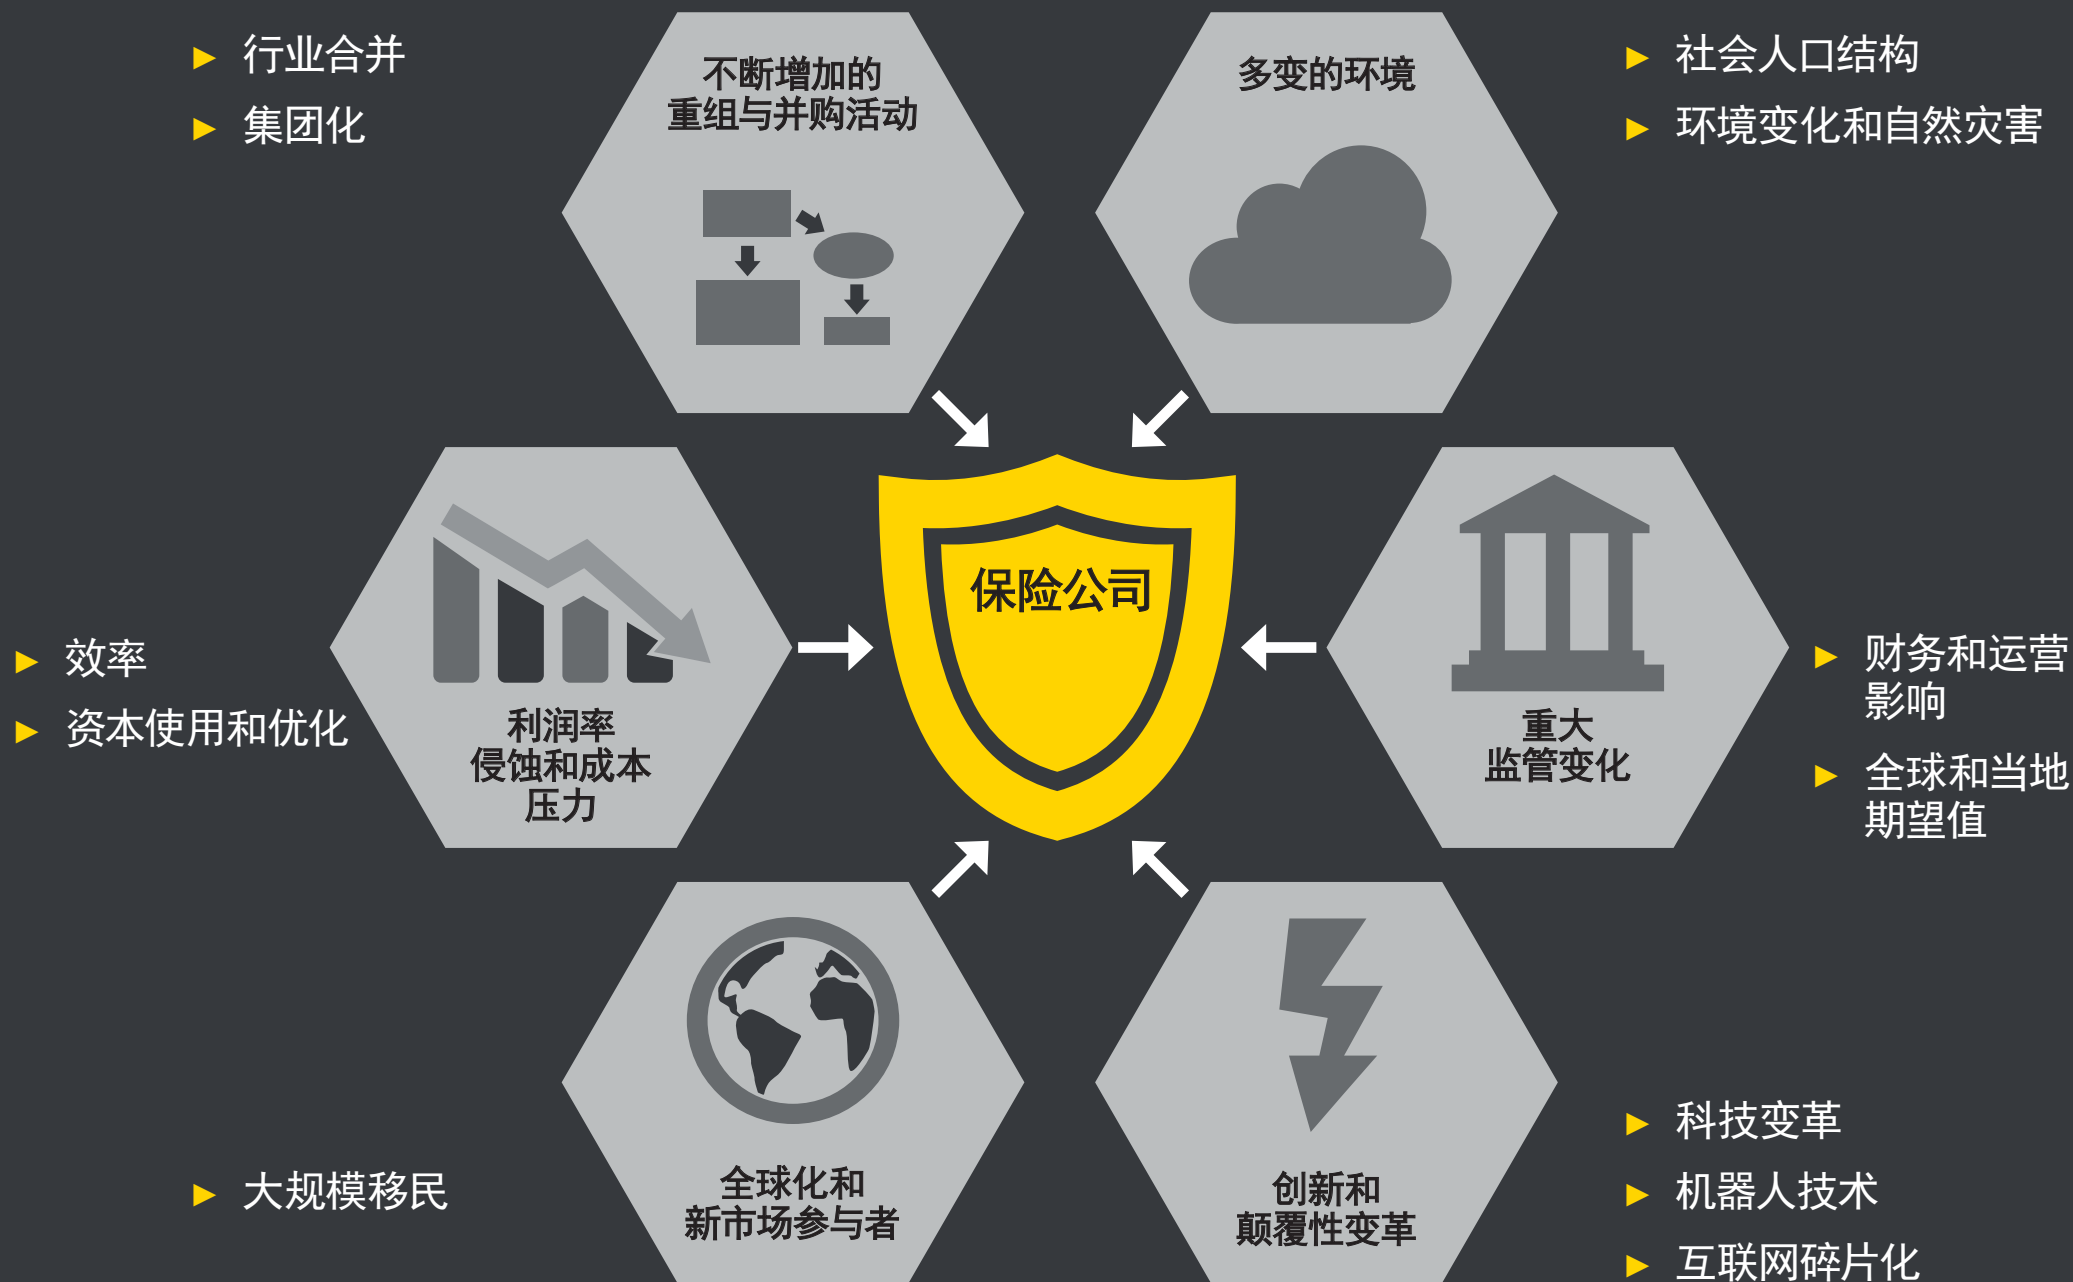 行业合并
集团化
不断增加的
重组与并购活动
多变的环境
社会人口结构
环境变化和自然灾害
效率
资本使用和优化
利润率
侵蚀和成本
压力
保险公司
重大
监管变化
财务和运营
影响
全球和当地
期望值
大规模移民
全球化和
新市场参与者
创新和
颠覆性变革
科技变革
机器人技术
互联网碎片化